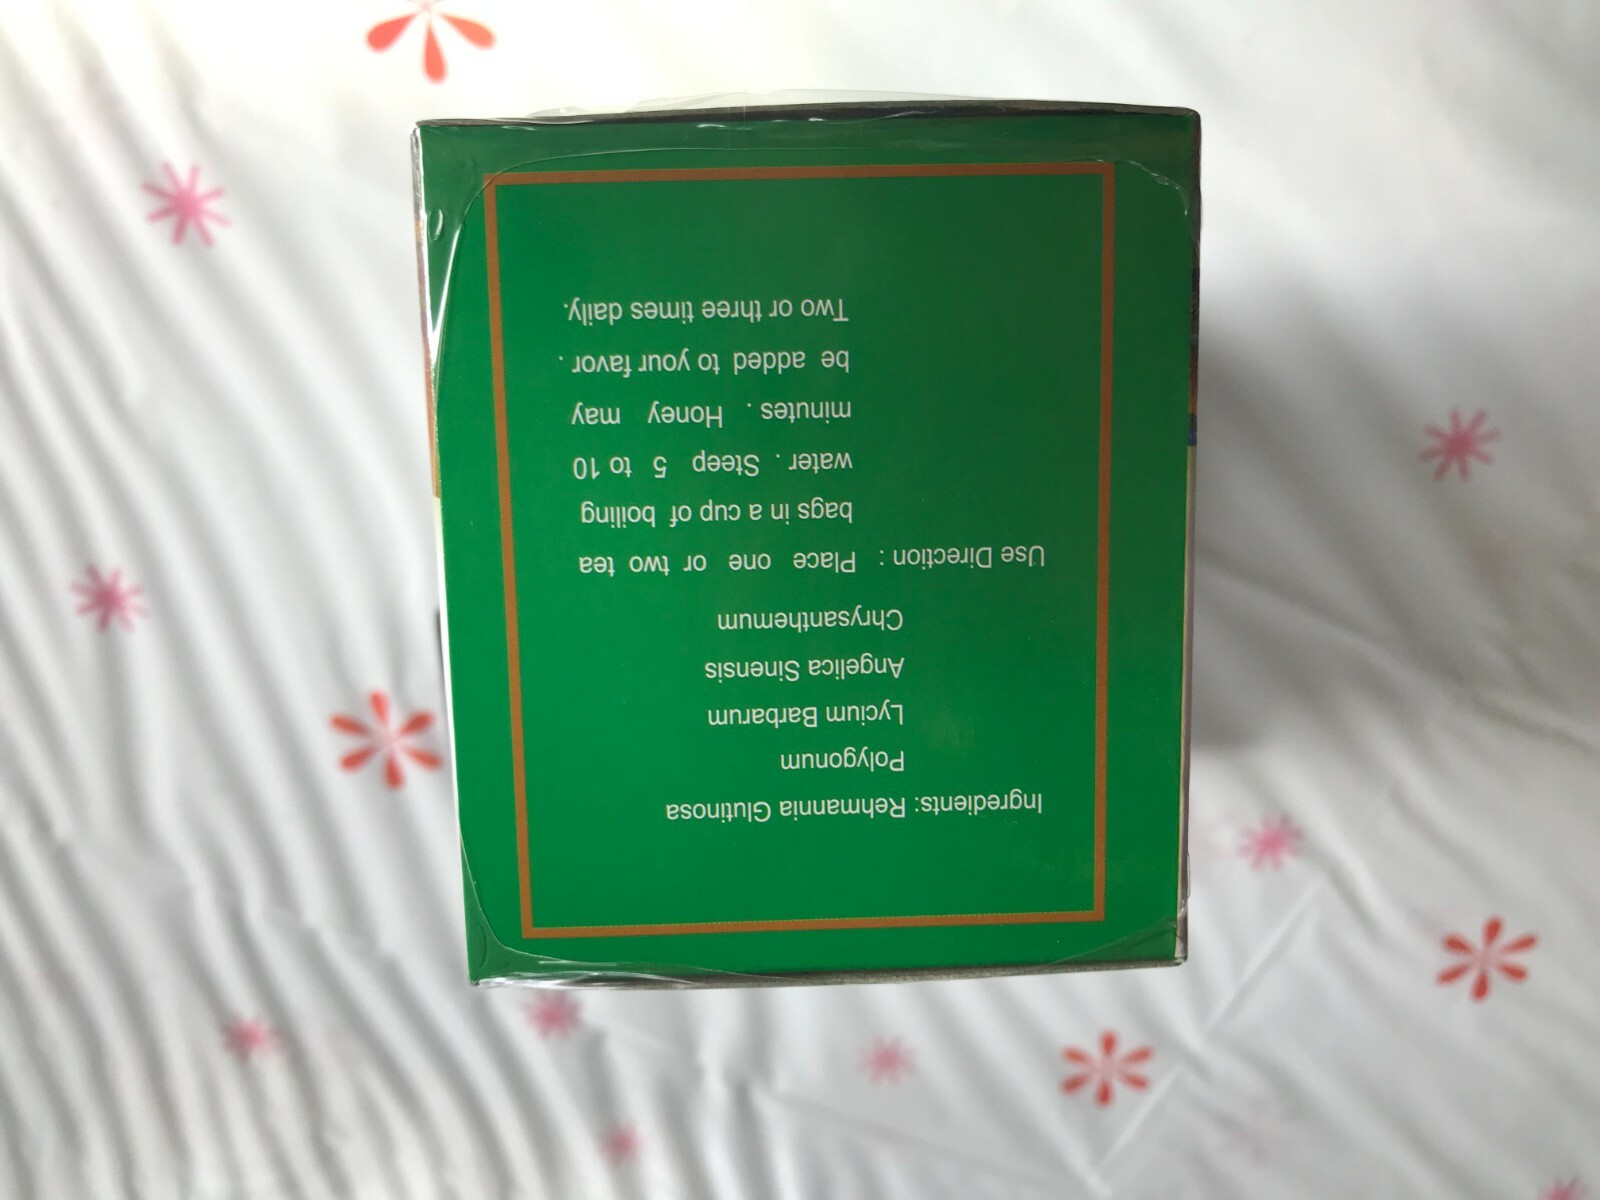 Ingredients: Rehmannia Glutinosa
Polygonum
Lycium Barbarum
Angelica Sinensis
Chrysanthemum
Use Direction : Place one or two tea
bags in a cup of boiling
water . Steep 5 to 10
minutes . Honey may
be added to your favor .
Two or three times daily.